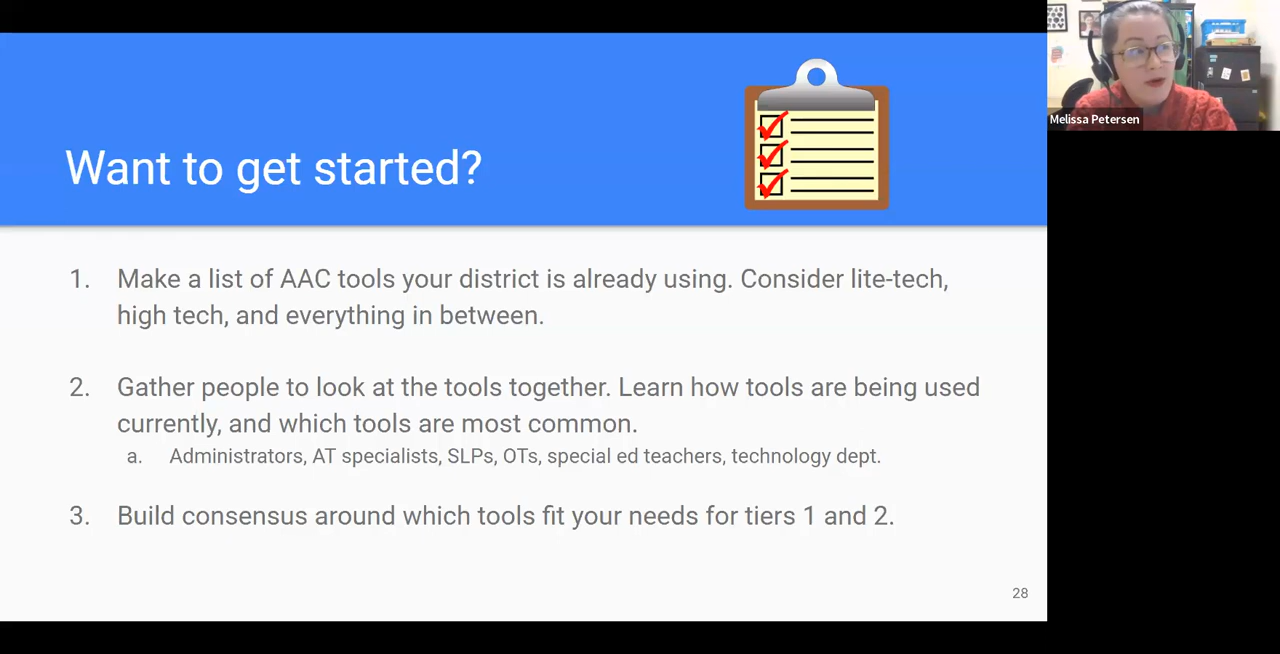 Want to get started?
Melissa Petersen
1. Make a list of AAC tools your district is already using. Consider lite-tech,
high tech, and everything in between.
2. Gather people to look at the tools together. Learn how tools are being used
currently, and which tools are most common.
a. Administrators, AT specialists, SLPs, OTs, special ed teachers, technology dept.
3. Build consensus around which tools fit your needs for tiers 1 and 2.
28